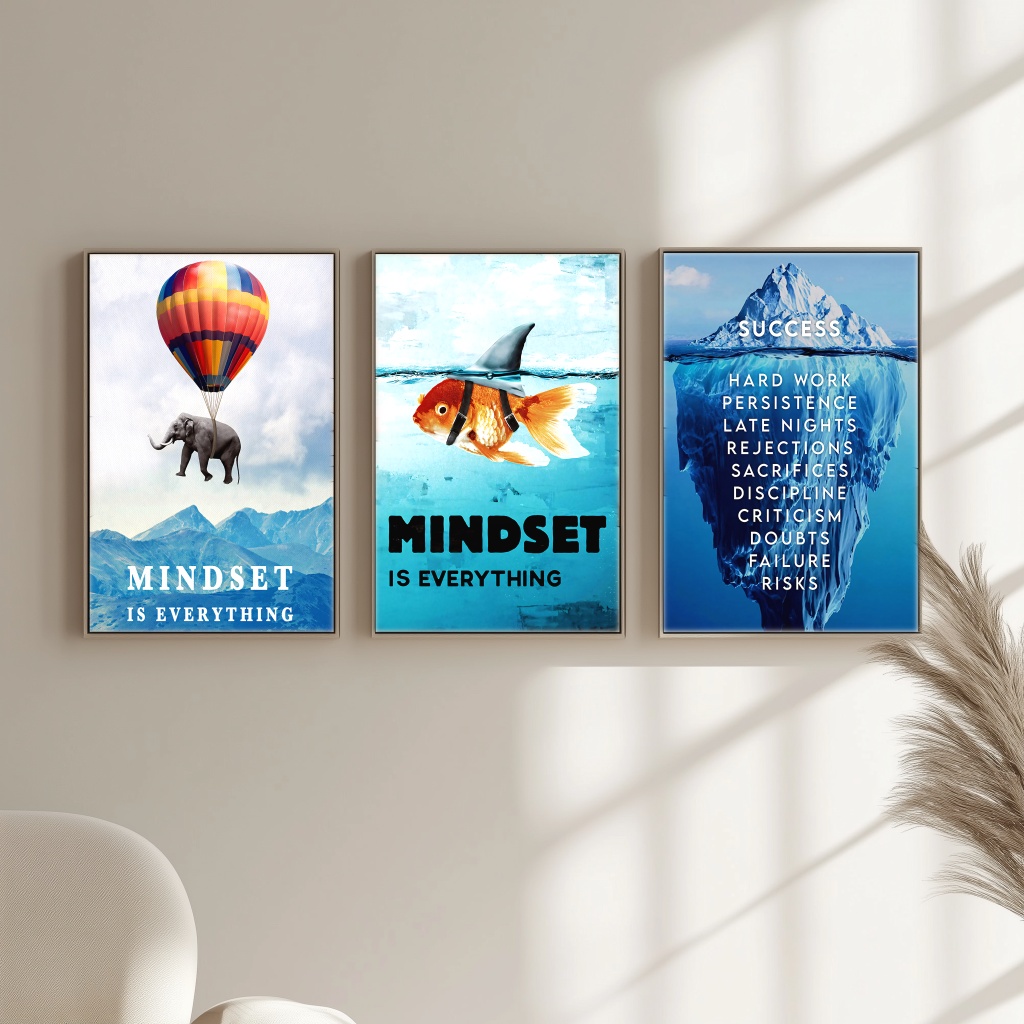 MINDSET
IS EVERYTHING
MINDSET
IS EVERYTHING
SUCCESS
HARD WORK
PERSISTENCE
LATE NIGHTS
REJECTIONS
SACRIFICES
DISCIPLINE
CRITICISM
DOUBTS
FAILURE
RISKS